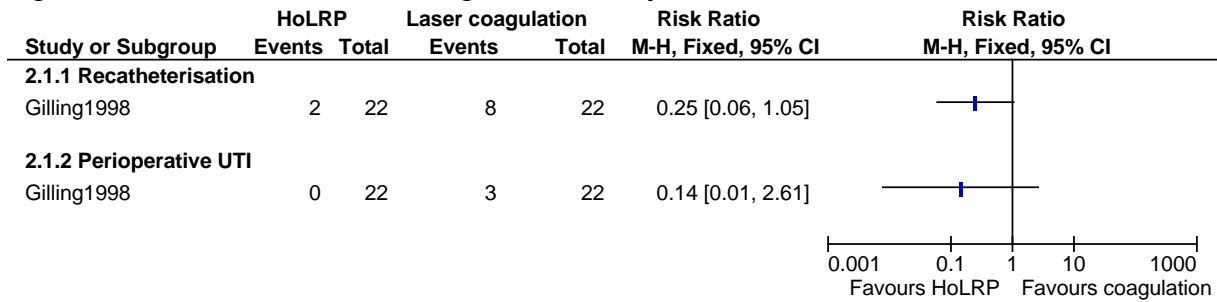 HoLRP Laser coagulation Risk Ratio Risk Ratio
Study or Subgroup Events Total Events Total M-H, Fixed, 95% CI M-H, Fixed, 95% CI
2.1.1 Recatheterisation
Gilling1998 2 22 8 22 0.25 [0.06, 1.05]
2.1.2 Perioperative UTI
Gilling1998 0 22 3 22 0.14 [0.01, 2.61]
0.001 0.1 1 10 1000
Favours HoLRP Favours coagulation